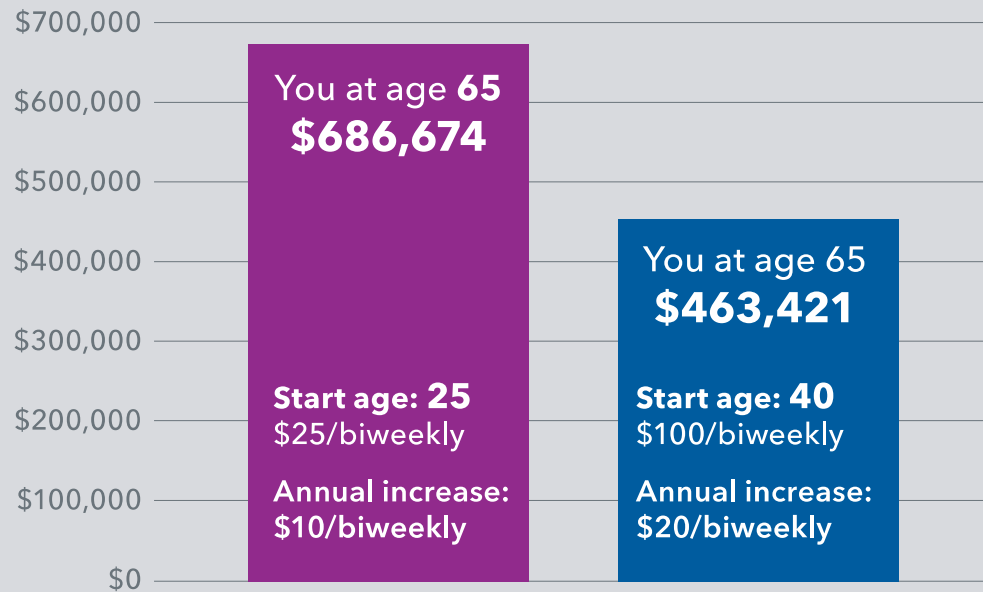 $700,000
$600,000
$500,000
$400,000
$300,000
$200,000
$100,000
$0
You at age 65
$686,674
Start age: 25
$25/biweekly
Annual increase:
$10/biweekly
You at age 65
$463,421
Start age: 40
$100/biweekly
Annual increase:
$20/biweekly